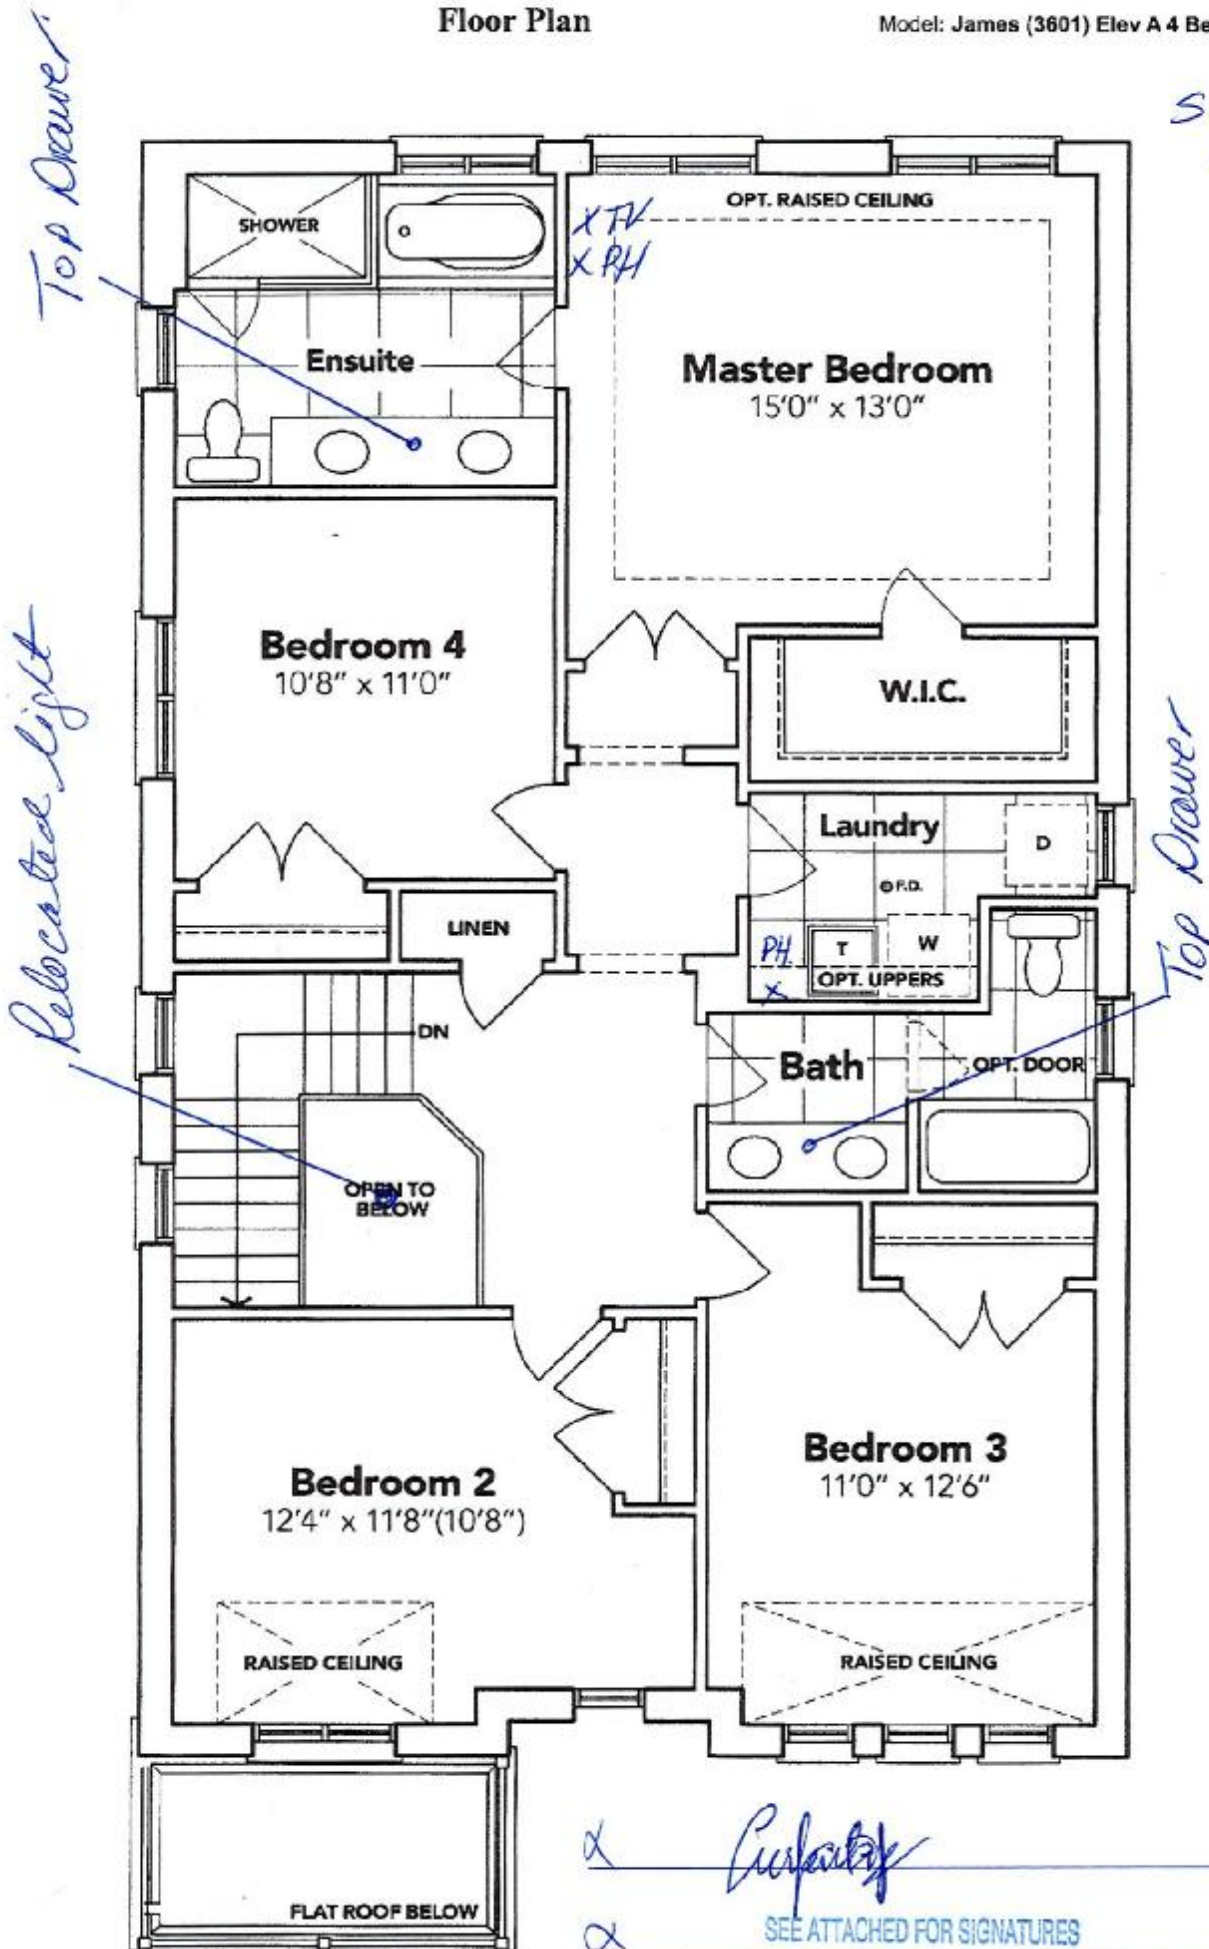 Floor Plan
Model: James (3601) Elev A 4 Be
S
Top Drawer
SHOWER
X TV
X PH
OPT. RAISED CEILING
Ensuite
Master Bedroom
15'0" x 13'0"
Bedroom 4
10'8" x 11'0"
W.I.C.
Relocated light
Laundry
D
Top Drawer
F.D.
LINEN
PH.
X
T
W
OPT. UPPERS
DN
Bath
OPT. DOOR
OPEN TO
BELOW
Bedroom 2
12'4" x 11'8"(10'8")
Bedroom 3
11'0" x 12'6"
RAISED CEILING
RAISED CEILING
FLAT ROOF BELOW
X
X
SEE ATTACHED FOR SIGNATURES